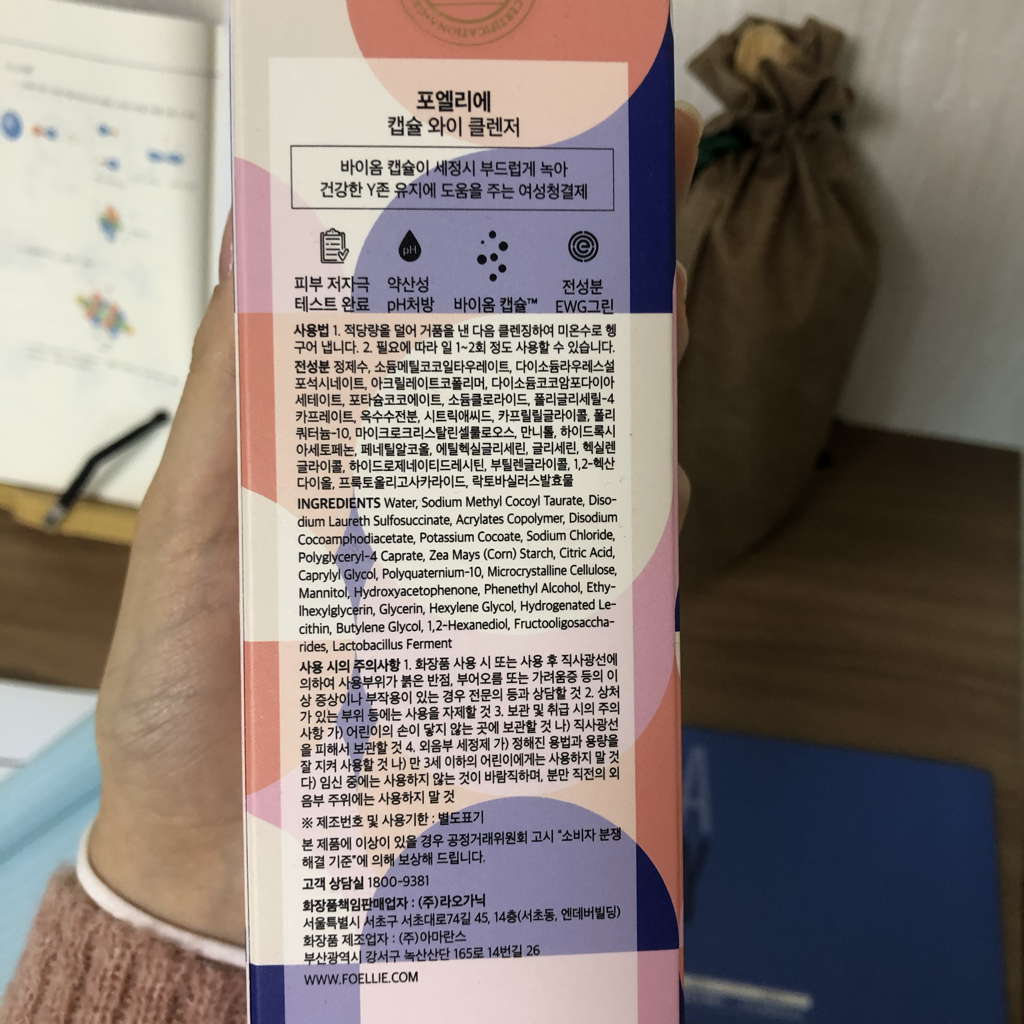 CERTIFICATION
포엘리에
캡슐 와이 클렌저
바이옴 캡슐이 세정시 부드럽게 녹아
건강한 Y존 유지에 도움을 주는 여성청결제
pH
피부 저자극 약산성 전성분
테스트 완료 pH처방 바이옴 캡슐™ EWG그린
사용법 1. 적당량을 덜어 거품을 낸 다음 클렌징하여 미온수로 헹
구어 냅니다. 2. 필요에 따라 일 1~2회 정도 사용할 수 있습니다.
전성분 정제수, 소듐메틸코코일타우레이트, 다이소듐라우레스설
포석시네이트, 아크릴레이트코폴리머, 다이소듐코코암포다이아
세테이트, 포타슘코코에이트, 소듐클로라이드, 폴리글리세릴-4
카프레이트, 옥수수전분, 시트릭애씨드, 카프릴릴글라이콜, 폴리
쿼터늄-10, 마이크로크리스탈린셀룰로오스, 만니톨, 하이드록시
아세토페논, 페네틸알코올, 에틸헥실글리세린, 글리세린, 헥실렌
글라이콜, 하이드로제네이티드레시틴, 부틸렌글라이콜, 1,2-헥산
다이올, 프룩토올리고사카라이드, 락토바실러스발효물
INGREDIENTS Water, Sodium Methyl Cocoyl Taurate, Diso-
dium Laureth Sulfosuccinate, Acrylates Copolymer, Disodium
Cocoamphodiacetate, Potassium Cocoate, Sodium Chloride,
Polyglyceryl-4 Caprate, Zea Mays (Corn) Starch, Citric Acid,
Caprylyl Glycol, Polyquaternium-10, Microcrystalline Cellulose,
Mannitol, Hydroxyacetophenone, Phenethyl Alcohol, Ethy-
lhexylglycerin, Glycerin, Hexylene Glycol, Hydrogenated Le-
cithin, Butylene Glycol, 1,2-Hexanediol, Fructooligosaccha-
rides, Lactobacillus Ferment
사용 시의 주의사항 1. 화장품 사용 시 또는 사용 후 직사광선에
의하여 사용부위가 붉은 반점, 부어오름 또는 가려움증 등의 이
상 증상이나 부작용이 있는 경우 전문의 등과 상담할 것 2. 상처
가 있는 부위 등에는 사용을 자제할 것 3. 보관 및 취급 시의 주의
사항 가) 어린이의 손이 닿지 않는 곳에 보관할 것 나) 직사광선
을 피해서 보관할 것 4. 외음부 세정제 가) 정해진 용법과 용량을
잘 지켜 사용할 것 나) 만 3세 이하의 어린이에게는 사용하지 말 것
다) 임신 중에는 사용하지 않는 것이 바람직하며, 분만 직전의 외
음부 주위에는 사용하지 말 것
※ 제조번호 및 사용기한 : 별도표기
본 제품에 이상이 있을 경우 공정거래위원회 고시 "소비자 분쟁
해결 기준"에 의해 보상해 드립니다.
고객 상담실 1800-9381
화장품책임판매업자 : (주)라오가닉
서울특별시 서초구 서초대로74길 45, 14층(서초동, 엔데버빌딩)
화장품 제조업자 : (주)아마란스
부산광역시 강서구 녹산산단 165로 14번길 26
WWW.FOELLIE.COM